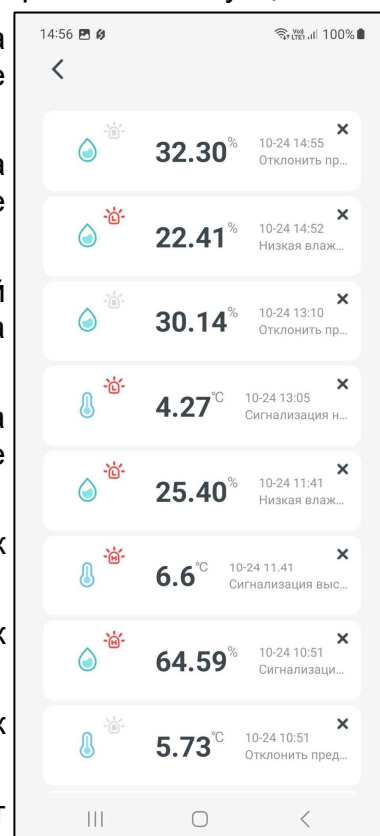 14:56 100%
32.30% 10-24 14:55
Отклонить пр...
22.41% 10-24 14:52
Низкая влаж...
30.14% 10-24 13:10
Отклонить пр...
4.27°C 10-24 13:05
Сигнализация н...
25.40% 10-24 11:41
Низкая влаж...
6.6°C 10-24 11:41
Сигнализация выс...
64.59% 10-24 10:51
Сигнализаци...
5.73°C 10-24 10:51
Отклонить пред...